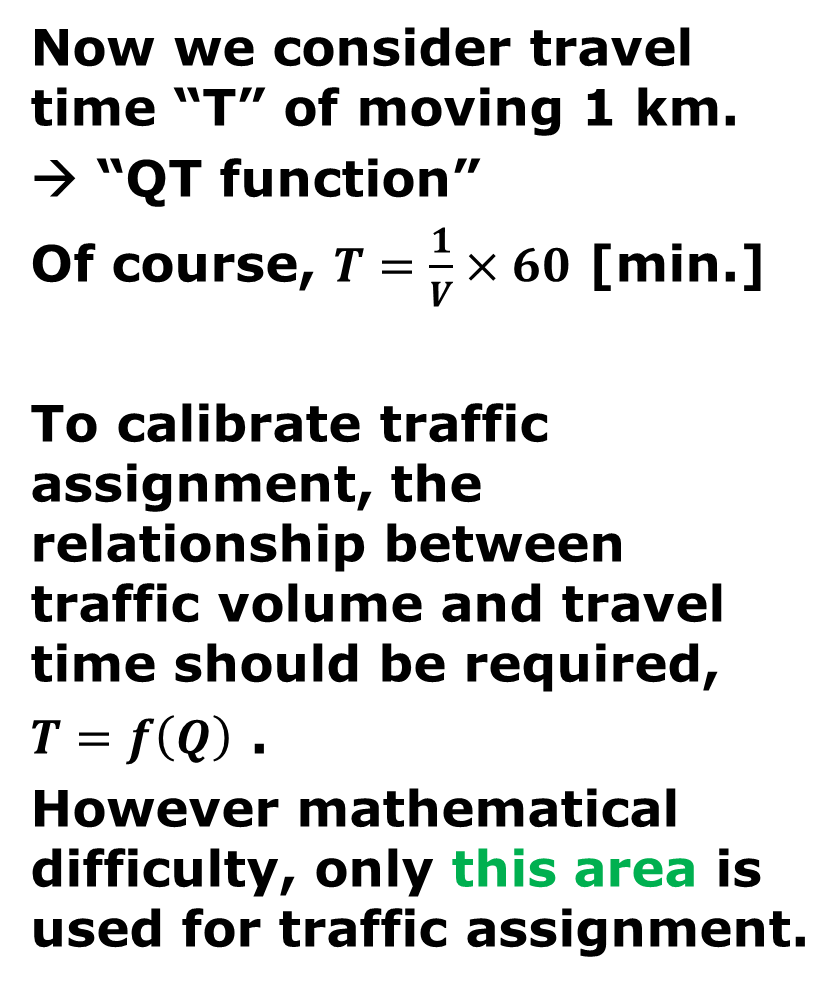 Now we consider travel
time “T” of moving 1 km.
→ “QT function”
Of course, T = 1/V × 60 [min.]
To calibrate traffic
assignment, the
relationship between
traffic volume and travel
time should be required,
T = f(Q) .
However mathematical
difficulty, only this area is
used for traffic assignment.